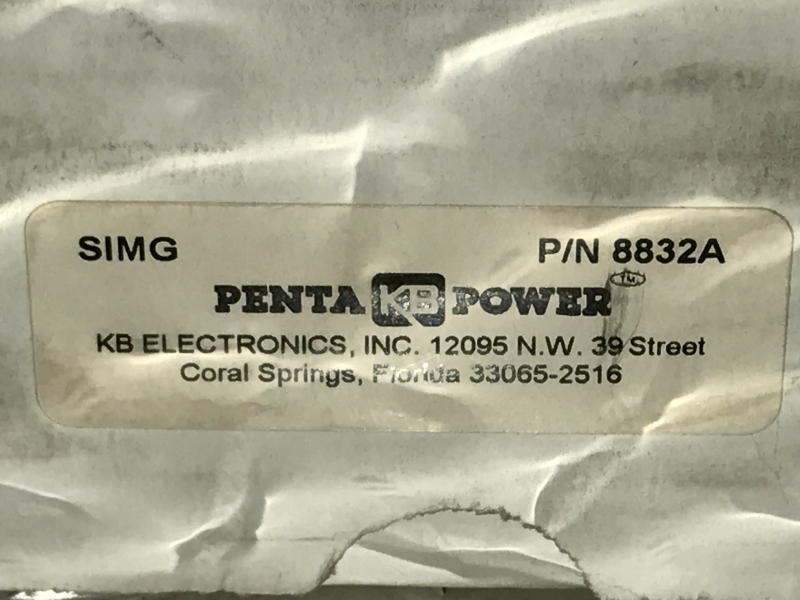 SIMG P/N 8832A
PENTA KB POWER ™
KB ELECTRONICS, INC. 12095 N.W. 39 Street
Coral Springs, Florida 33065-2516